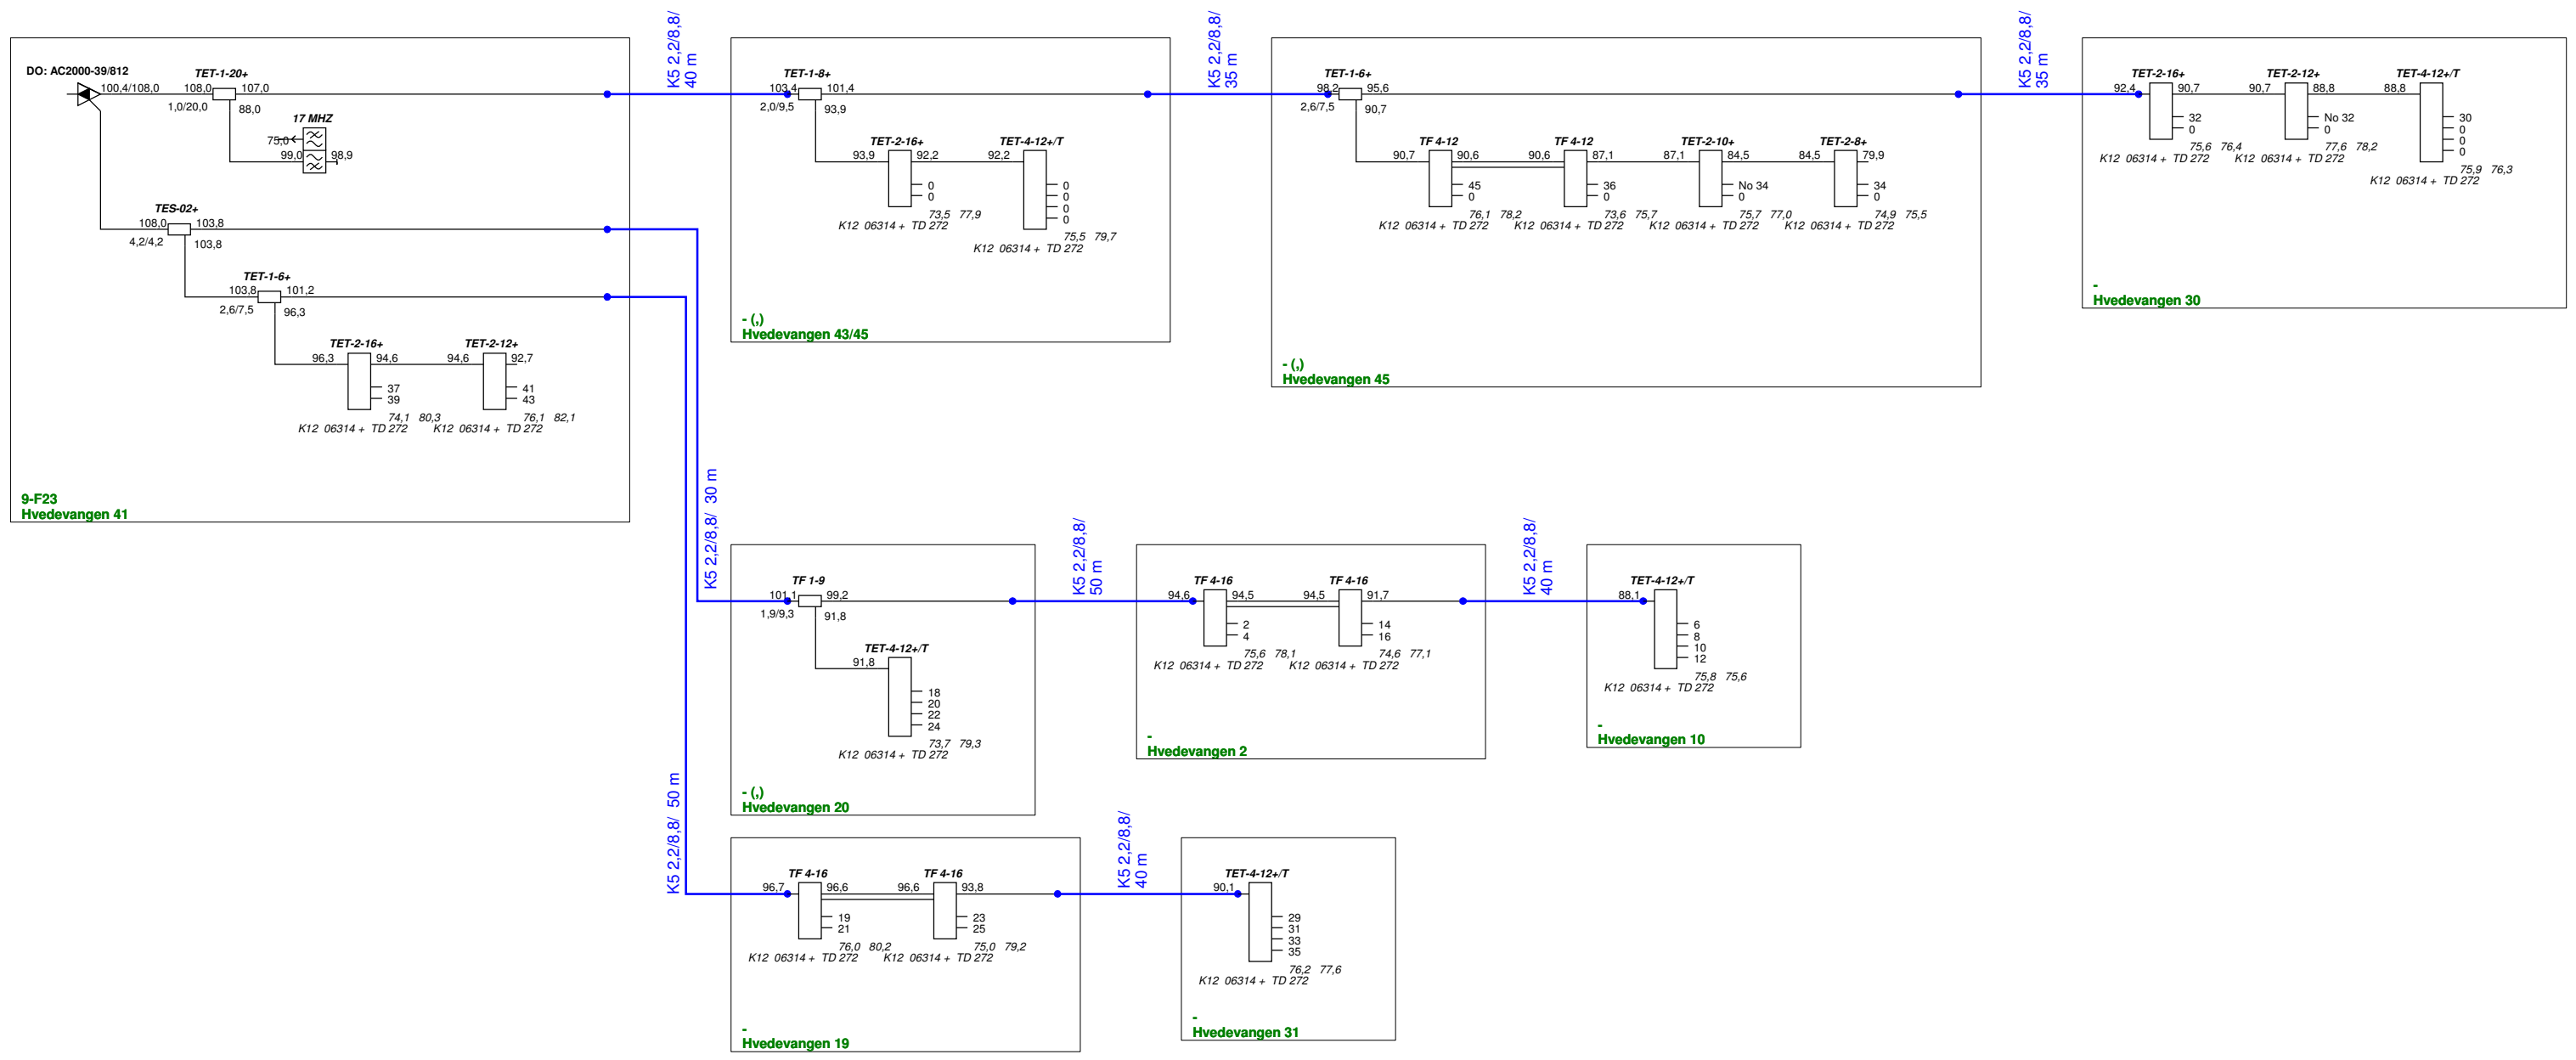 DO: AC2000-39/812
100,4/108,0
TET-1-20+
108,0
107,0
1,0/20,0
88,0
17 MHZ
75,0
99,0
98,9
TES-02+
108,0
103,8
4,2/4,2
103,8
TET-1-6+
103,8
101,2
2,6/7,5
96,3
TET-2-16+
96,3
94,6
37
39
74,1 80,3
K12 06314 + TD 272
TET-2-12+
94,6
92,7
41
43
76,1 82,1
K12 06314 + TD 272
9-F23
Hvedevangen 41
K5 2,2/8,8/
40 m
TET-1-8+
103,4
101,4
2,0/9,5
93,9
TET-2-16+
93,9
92,2
0
0
73,5 77,9
K12 06314 + TD 272
TET-4-12+/T
92,2
0
0
0
0
75,5 79,7
K12 06314 + TD 272
- (,)
Hvedevangen 43/45
K5 2,2/8,8/
35 m
TET-1-6+
98,2
95,6
2,6/7,5
90,7
TF 4-12
90,7
90,6
45
0
76,1 78,2
K12 06314 + TD 272
TF 4-12
90,6
87,1
36
0
73,6 75,7
K12 06314 + TD 272
TET-2-10+
87,1
84,5
No 34
0
75,7 77,0
K12 06314 + TD 272
TET-2-8+
84,5
79,9
34
0
74,9 75,5
K12 06314 + TD 272
- (,)
Hvedevangen 45
K5 2,2/8,8/
35 m
TET-2-16+
92,4
90,7
32
0
75,6 76,4
K12 06314 + TD 272
TET-2-12+
90,7
88,8
No 32
0
77,6 78,2
K12 06314 + TD 272
TET-4-12+/T
88,8
30
0
0
0
75,9 76,3
K12 06314 + TD 272
-
Hvedevangen 30
K5 2,2/8,8/ 30 m
TF 1-9
101,1
99,2
1,9/9,3
91,8
TET-4-12+/T
91,8
18
20
22
24
73,7 79,3
K12 06314 + TD 272
- (,)
Hvedevangen 20
K5 2,2/8,8/
50 m
TF 4-16
94,6
94,5
2
4
75,6 78,1
K12 06314 + TD 272
TF 4-16
94,5
91,7
14
16
74,6 77,1
K12 06314 + TD 272
-
Hvedevangen 2
K5 2,2/8,8/
40 m
TET-4-12+/T
88,1
6
8
10
12
75,8 75,6
K12 06314 + TD 272
-
Hvedevangen 10
K5 2,2/8,8/ 50 m
TF 4-16
96,7
96,6
19
21
76,0 80,2
K12 06314 + TD 272
TF 4-16
96,6
93,8
23
25
75,0 79,2
K12 06314 + TD 272
-
Hvedevangen 19
K5 2,2/8,8/
40 m
TET-4-12+/T
90,1
29
31
33
35
76,2 77,6
K12 06314 + TD 272
-
Hvedevangen 31